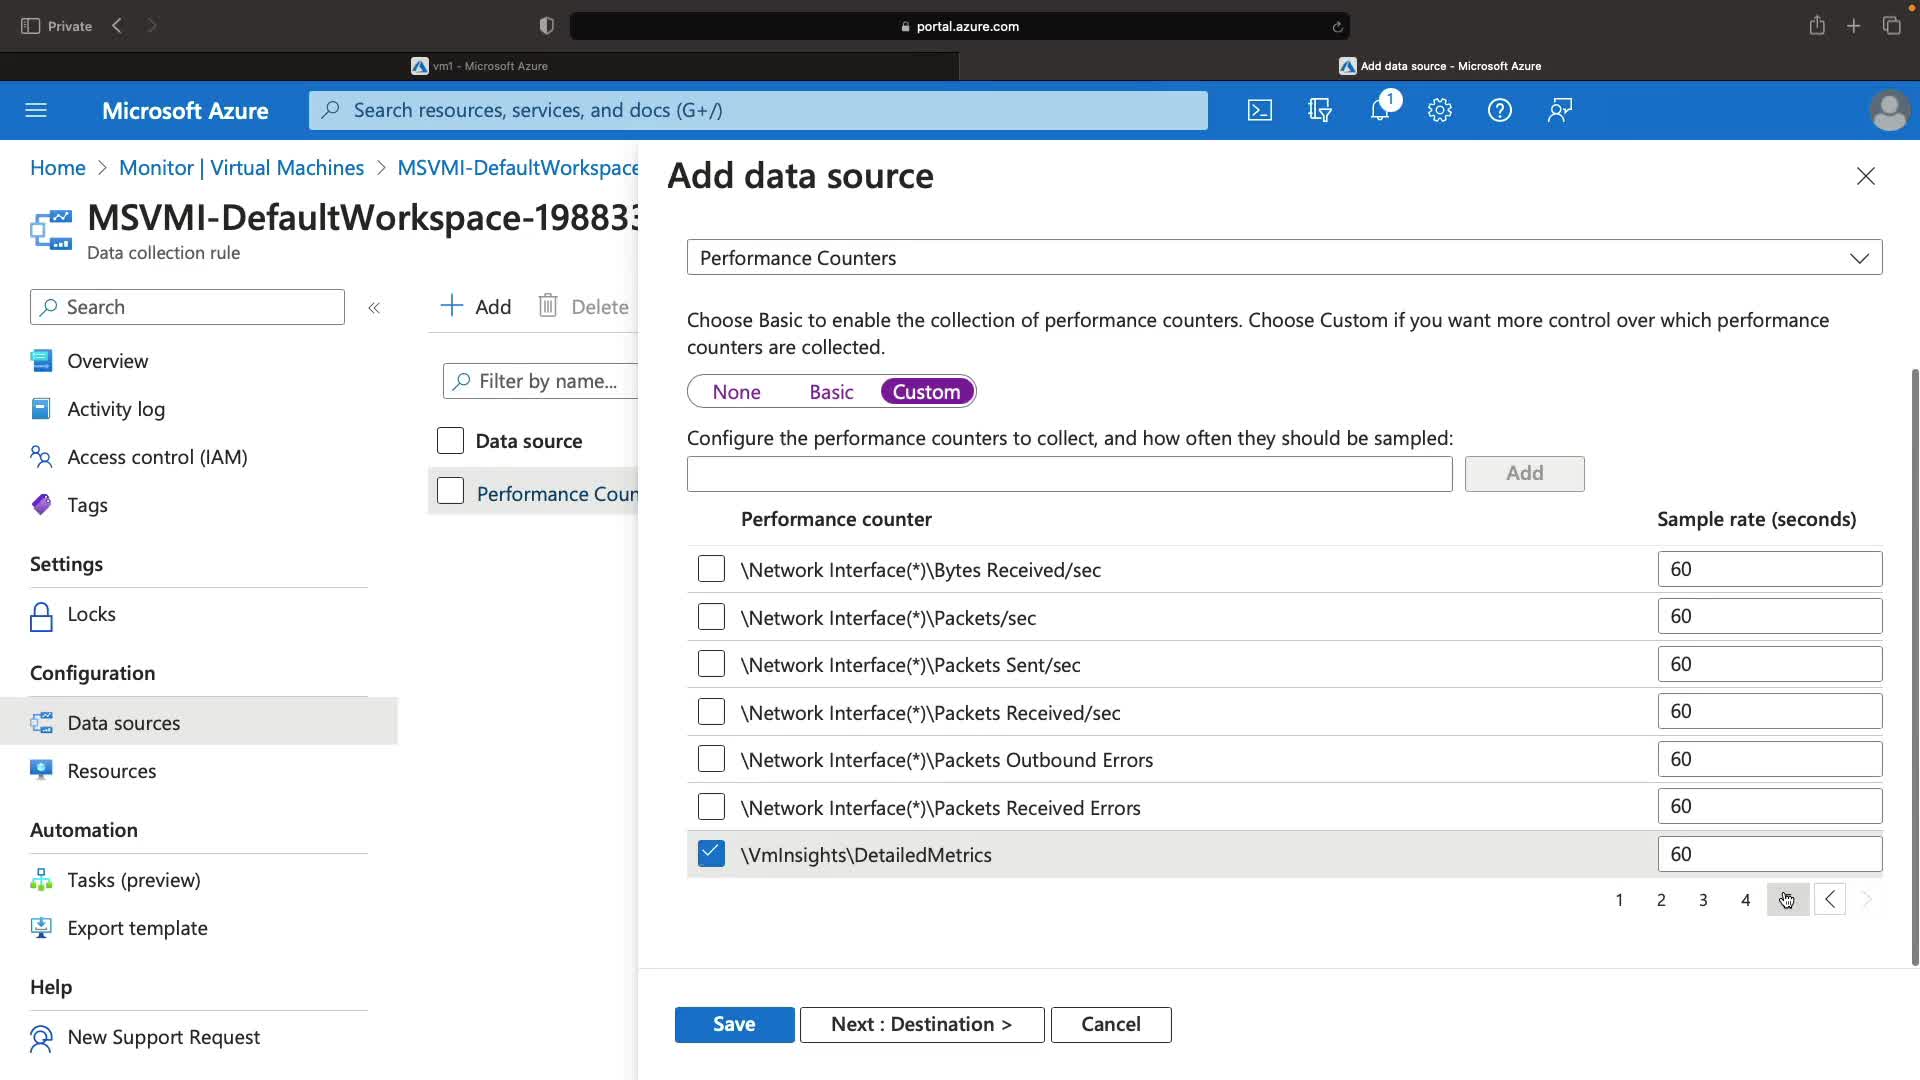 Private
portal.azure.com
vm1 - Microsoft Azure
Add data source - Microsoft Azure
Microsoft Azure
Search resources, services, and docs (G+/)
1
Home > Monitor | Virtual Machines > MSVMI-DefaultWorkspace
MSVMI-DefaultWorkspace-198833
Data collection rule
Search
«
Overview
Activity log
Access control (IAM)
Tags
Settings
Locks
Configuration
Data sources
Resources
Automation
Tasks (preview)
Export template
Help
New Support Request
Add
Delete
Filter by name...
Data source
Performance Coun
Add data source
Performance Counters
Choose Basic to enable the collection of performance counters. Choose Custom if you want more control over which performance
counters are collected.
None Basic Custom
Configure the performance counters to collect, and how often they should be sampled:
Add
Performance counter Sample rate (seconds)
\Network Interface(*)\Bytes Received/sec 60
\Network Interface(*)\Packets/sec 60
\Network Interface(*)\Packets Sent/sec 60
\Network Interface(*)\Packets Received/sec 60
\Network Interface(*)\Packets Outbound Errors 60
\Network Interface(*)\Packets Received Errors 60
\VmInsights\DetailedMetrics 60
1 2 3 4
Save Next : Destination > Cancel